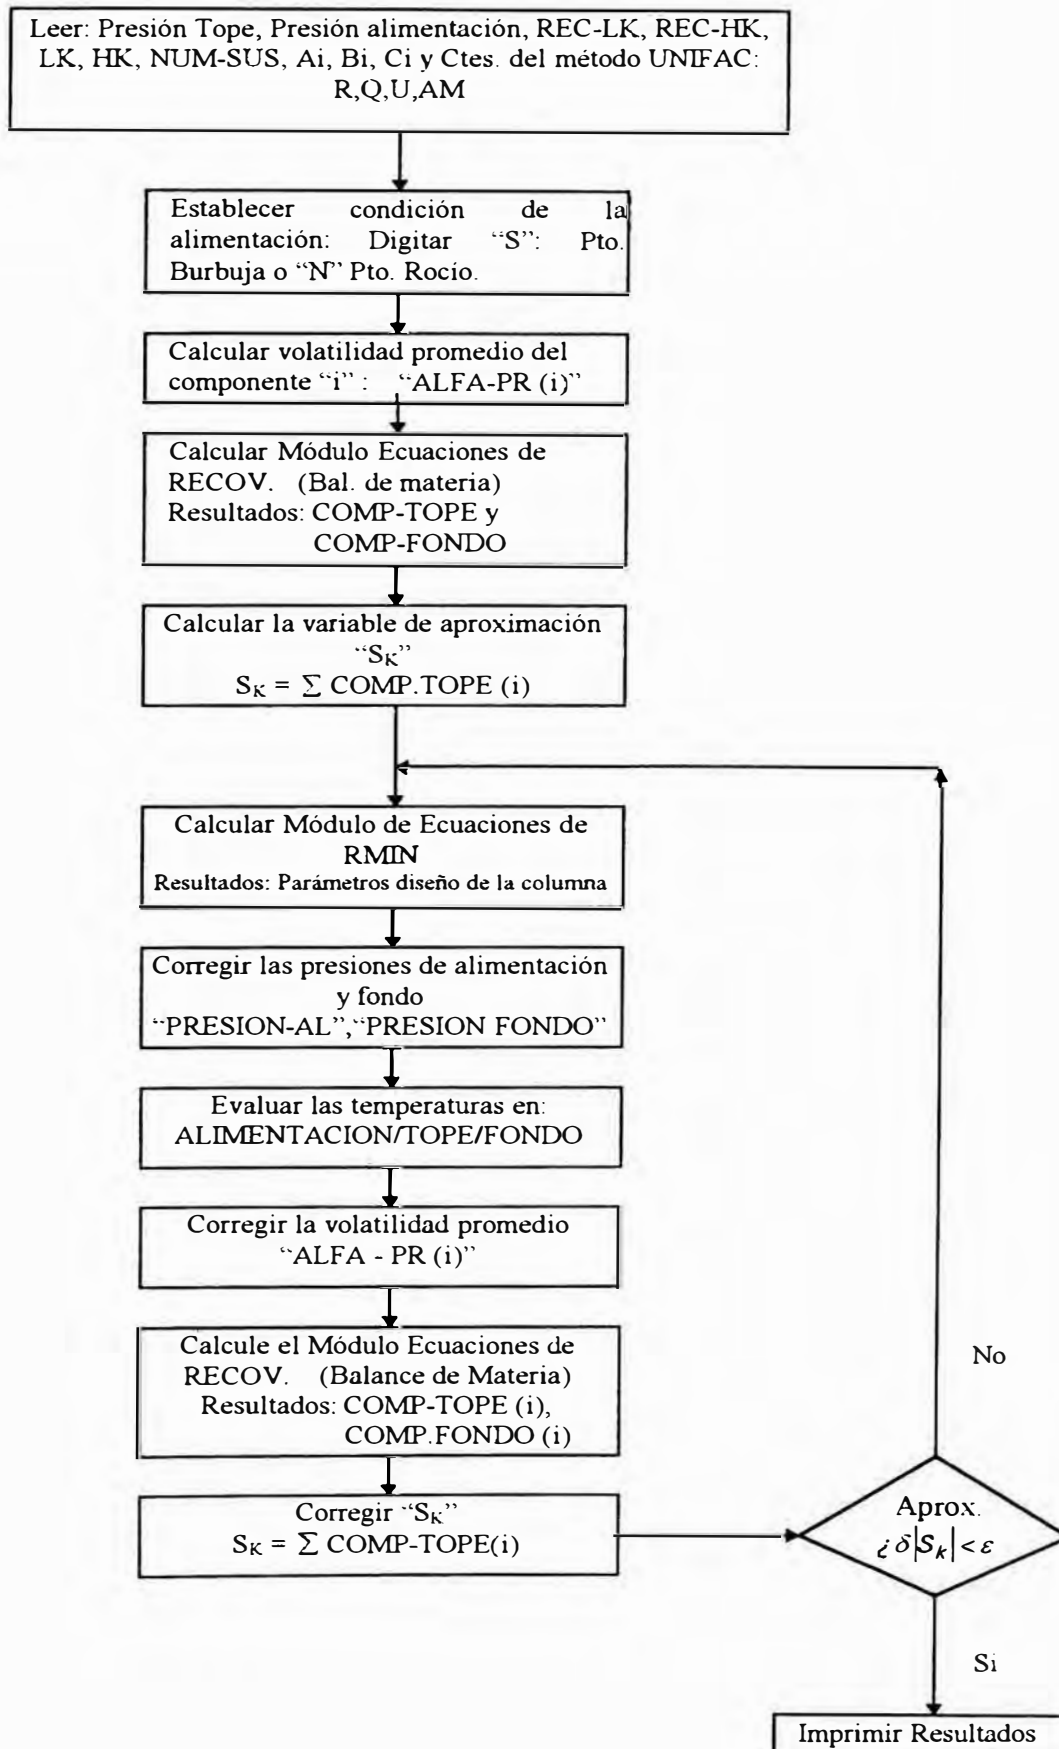 Leer: Presión Tope, Presión alimentación, REC-LK, REC-HK,
LK, HK, NUM-SUS, Ai, Bi, Ci y Ctes. del método UNIFAC:
R,Q,U,AM
Establecer condición de la
alimentación: Digitar “S”: Pto.
Burbuja o “N” Pto. Rocío.
Calcular volatilidad promedio del
componente “i” : “ALFA-PR (i)”
Calcular Módulo Ecuaciones de
RECOV. (Bal. de materia)
Resultados: COMP-TOPE y
COMP-FONDO
Calcular la variable de aproximación
“S_K”
S_K = ∑ COMP.TOPE (i)
Calcular Módulo de Ecuaciones de
RMIN
Resultados: Parámetros diseño de la columna
Corregir las presiones de alimentación
y fondo
“PRESION-AL”,“PRESION FONDO”
Evaluar las temperaturas en:
ALIMENTACION/TOPE/FONDO
Corregir la volatilidad promedio
“ALFA - PR (i)”
Calcule el Módulo Ecuaciones de
RECOV. (Balance de Materia)
Resultados: COMP-TOPE (i),
COMP.FONDO (i)
Corregir “S_K”
S_K = ∑ COMP-TOPE(i)
No
Aprox.
¿ δ|S_k| < ε
Si
Imprimir Resultados